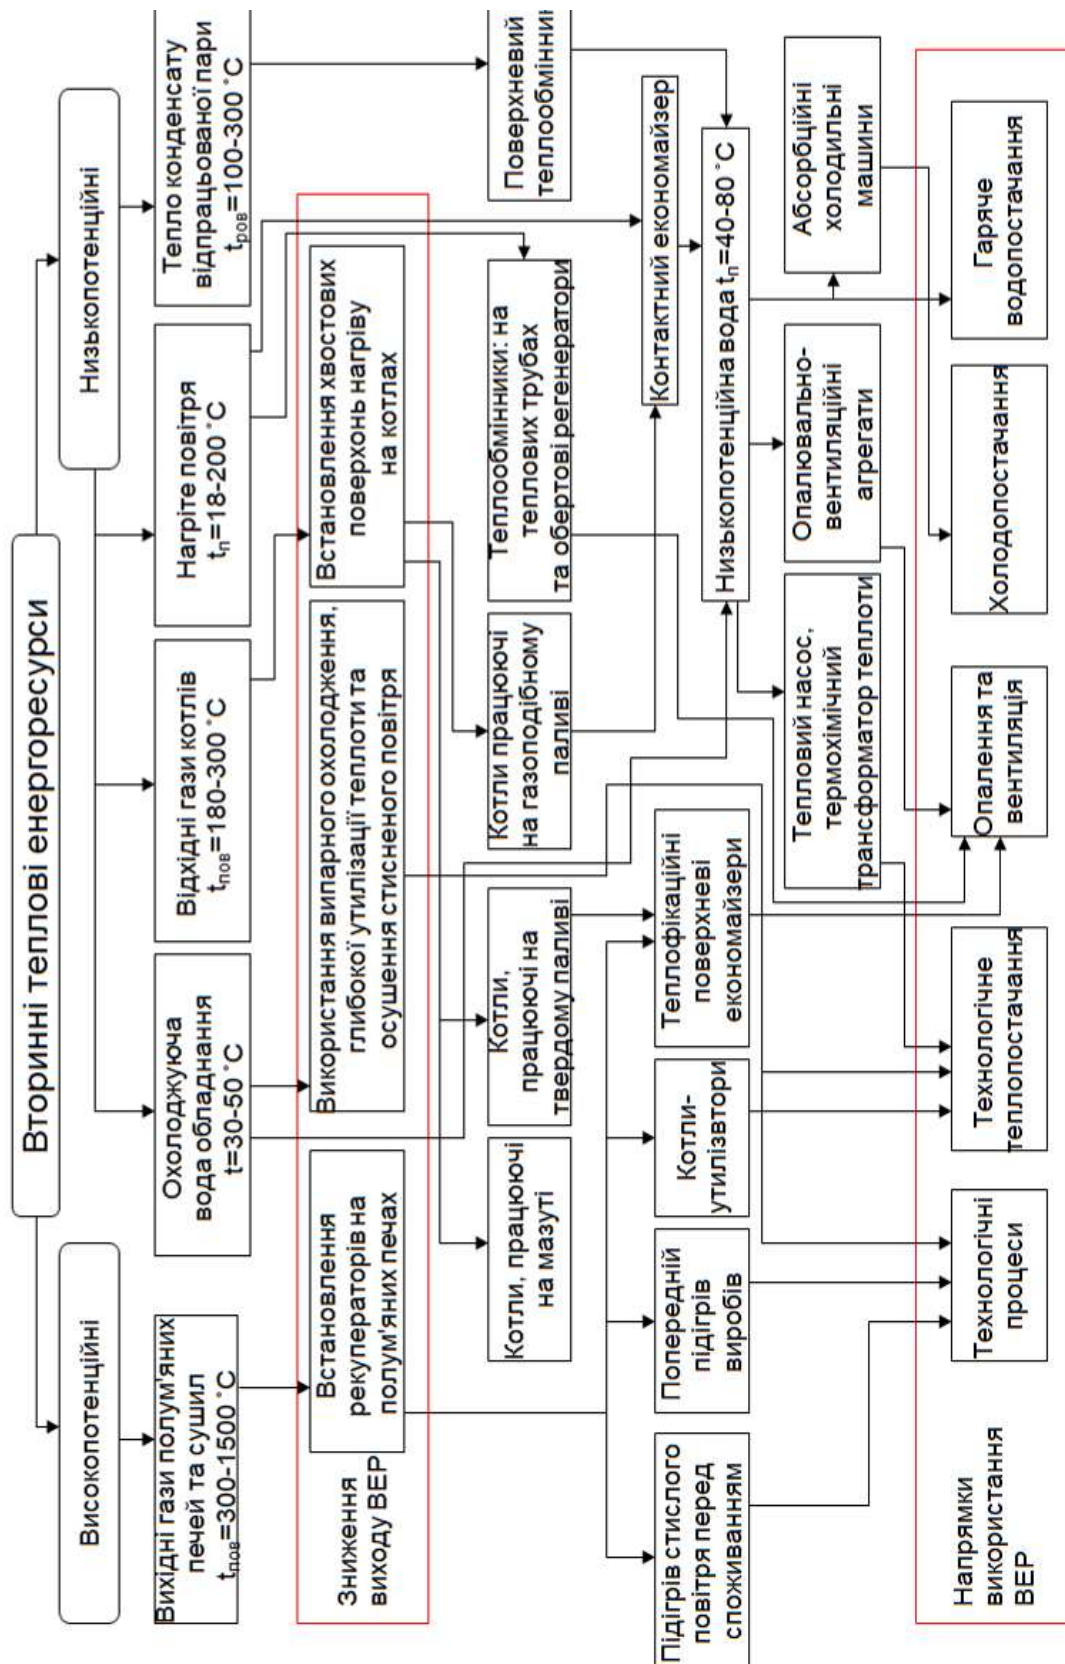 Вторинні теплові енергоресурси
Високопотенційні
Низькопотенційні
Вихідні гази полум'яних
печей та сушил
tпов=300-1500 ˚C
Охолоджуюча
вода обладнання
t=30-50 ˚C
Відхідні гази котлів
tпов=180-300 ˚C
Нагріте повітря
tп=18-200 ˚C
Тепло конденсату
відпрацьованої пари
tров=100-300 ˚C
Зниження
виходу ВЕР
Встановлення
рекуператорів на
полум'яних печах
Використання випарного охолодження,
глибокої утилізації теплоти та
осушення стисненого повітря
Встановлення хвостових
поверхонь нагріву
на котлах
Котли, працюючі
на мазуті
Котли,
працюючі на
твердому паливі
Котли працюючі
на газоподібному
паливі
Теплообмінники: на
теплових трубах
та обертові регенератори
Поверхневий
теплообмінник
Підігрів стислого
повітря перед
споживанням
Попередній
підігрів
виробів
Котли-
утилізвтори
Теплофікаційні
поверхневі
економайзери
Контактний економайзер
Низькопотенційна вода tп=40-80 ˚C
Тепловий насос,
термохімічний
трансформатор теплоти
Опалювально-
вентиляційні
агрегати
Абсорбційні
холодильні
машини
Напрямки
використання
ВЕР
Технологічні
процеси
Технологічне
теплопостачання
Опалення та
вентиляція
Холодопостачання
Гаряче
водопостачання